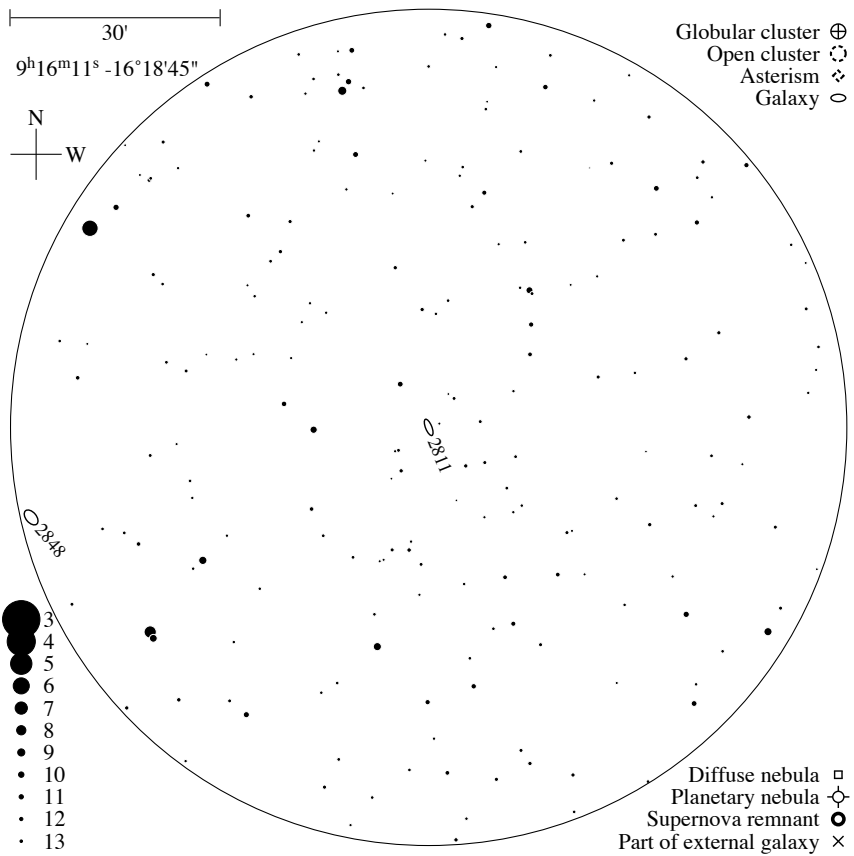 30'
9h16m11s -16°18'45"
N
W
Globular cluster
Open cluster
Asterism
Galaxy
2811
2848
3
4
5
6
7
8
9
10
11
12
13
Diffuse nebula
Planetary nebula
Supernova remnant
Part of external galaxy